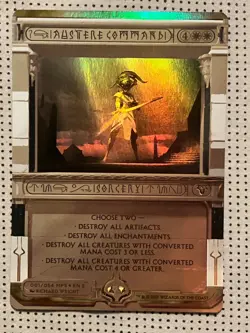 AUSTERE COMMAND
4
SORCERY
CHOOSE TWO —
• DESTROY ALL ARTIFACTS.
• DESTROY ALL ENCHANTMENTS.
• DESTROY ALL CREATURES WITH CONVERTED
MANA COST 3 OR LESS.
• DESTROY ALL CREATURES WITH CONVERTED
MANA COST 4 OR GREATER.